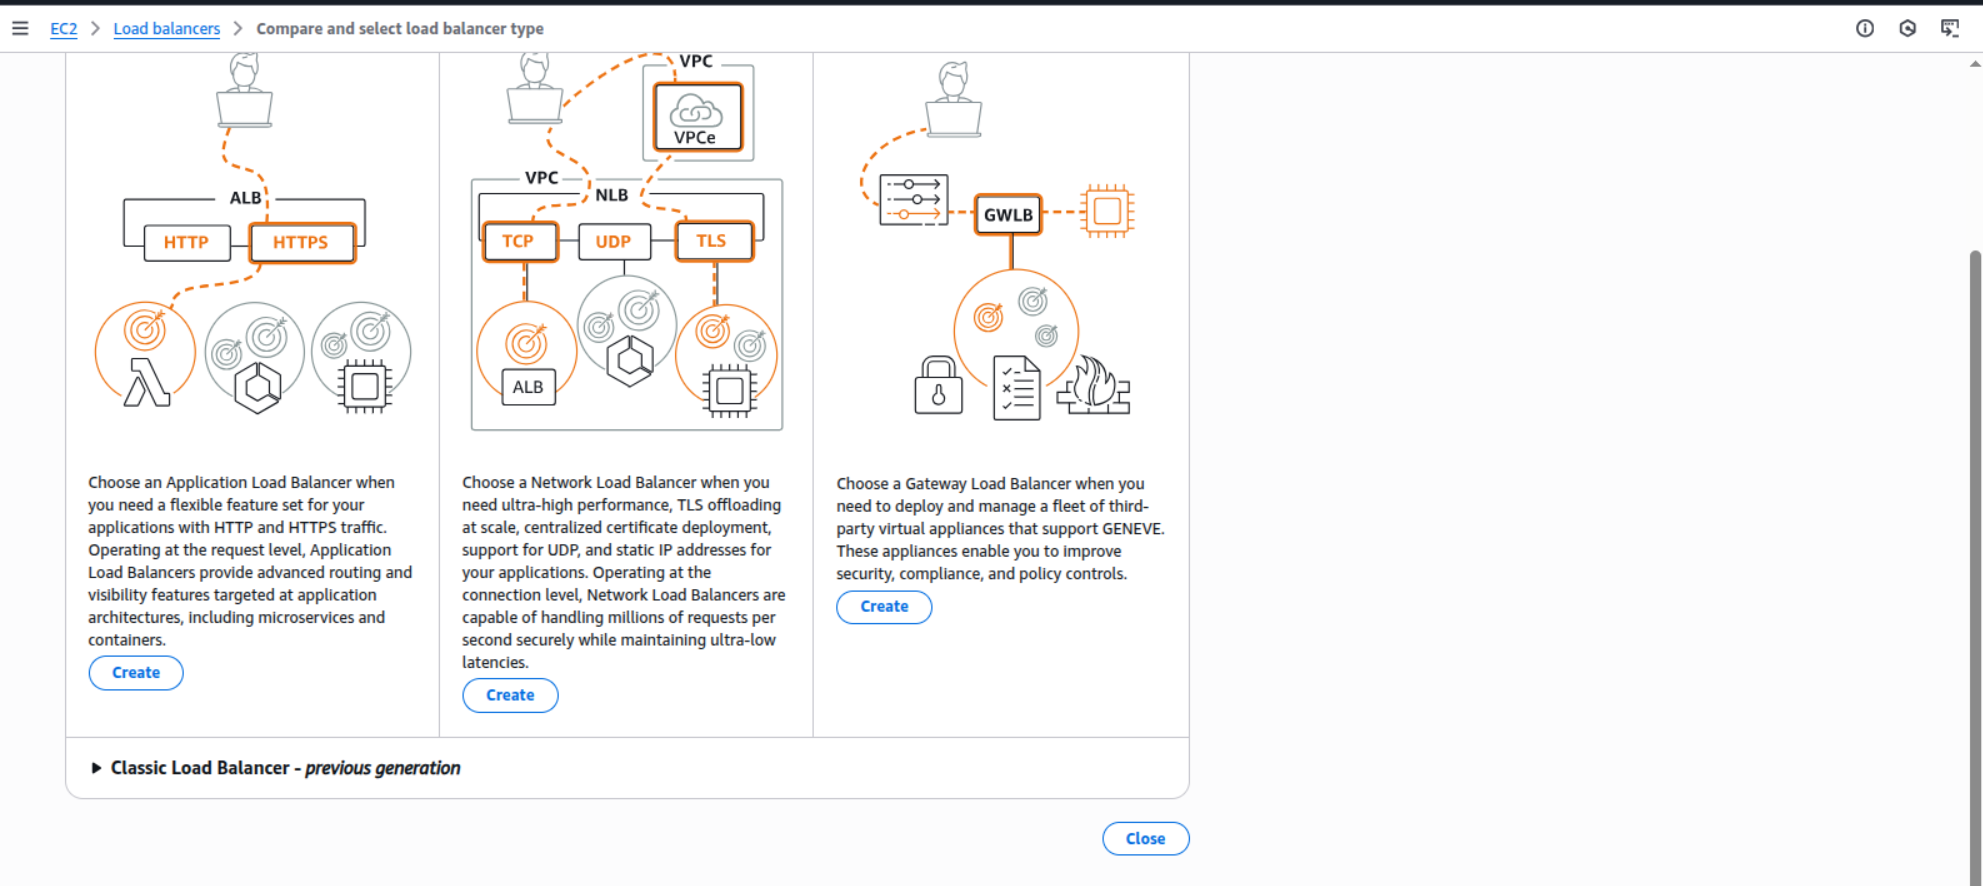 EC2 > Load balancers > Compare and select load balancer type
ALB
HTTP
HTTPS
VPC
VPCe
VPC
NLB
TCP
UDP
TLS
ALB
GWLB
Choose an Application Load Balancer when
you need a flexible feature set for your
applications with HTTP and HTTPS traffic.
Operating at the request level, Application
Load Balancers provide advanced routing and
visibility features targeted at application
architectures, including microservices and
containers.
Create
Choose a Network Load Balancer when you
need ultra-high performance, TLS offloading
at scale, centralized certificate deployment,
support for UDP, and static IP addresses for
your applications. Operating at the
connection level, Network Load Balancers are
capable of handling millions of requests per
second securely while maintaining ultra-low
latencies.
Create
Choose a Gateway Load Balancer when you
need to deploy and manage a fleet of third-
party virtual appliances that support GENEVE.
These appliances enable you to improve
security, compliance, and policy controls.
Create
Classic Load Balancer - previous generation
Close